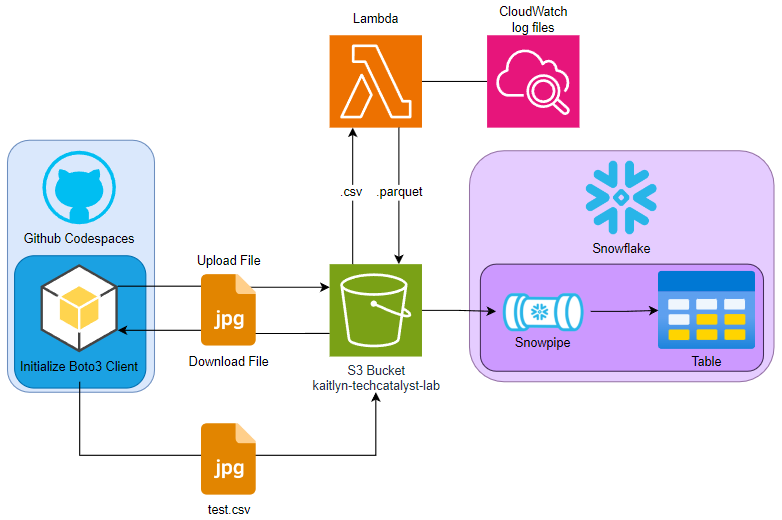 Lambda
CloudWatch
log files
Github Codespaces
Snowflake
.csv
.parquet
Upload File
jpg
Download File
Initialize Boto3 Client
S3 Bucket
kaitlyn-techcatalyst-lab
Snowpipe
Table
jpg
test.csv